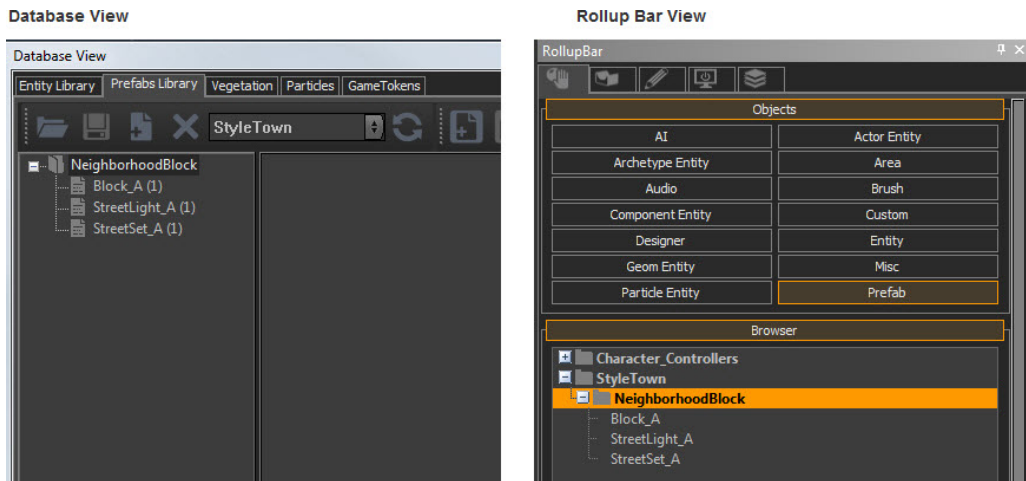 Database View
Database View
Entity Library Prefabs Library Vegetation Particles GameTokens
StyleTown
NeighborhoodBlock
Block_A (1)
StreetLight_A (1)
StreetSet_A (1)
Rollup Bar View
RollupBar
Objects
AI Actor Entity
Archetype Entity Area
Audio Brush
Component Entity Custom
Designer Entity
Geom Entity Misc
Particle Entity Prefab
Browser
Character_Controllers
StyleTown
NeighborhoodBlock
Block_A
StreetLight_A
StreetSet_A